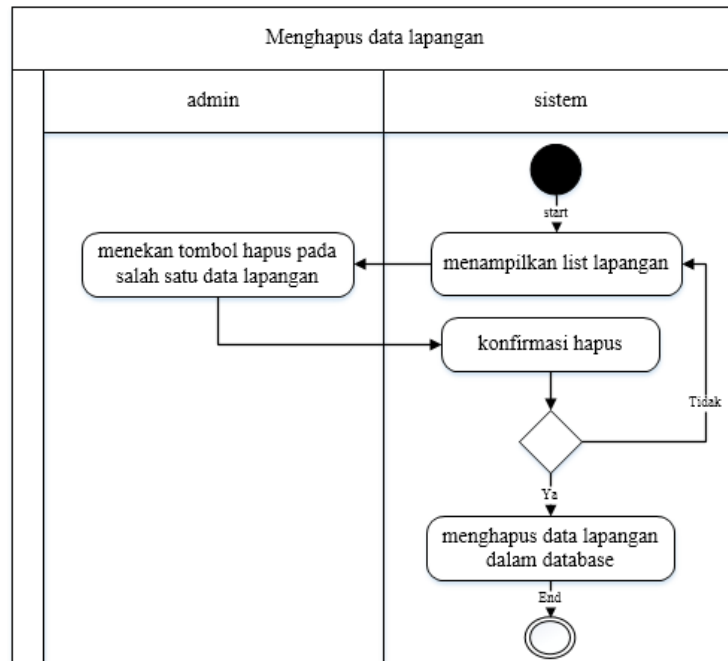 Menghapus data lapangan
admin
sistem
start
menampilkan list lapangan
menekan tombol hapus pada
salah satu data lapangan
konfirmasi hapus
Tidak
Ya
menghapus data lapangan
dalam database
End